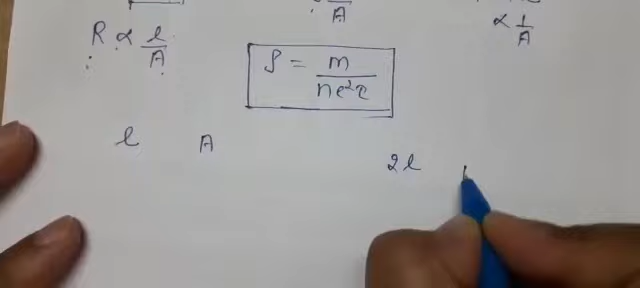 A
∝ 1/A
R ∝ l/A
ρ = m/ne²τ
l A 2l